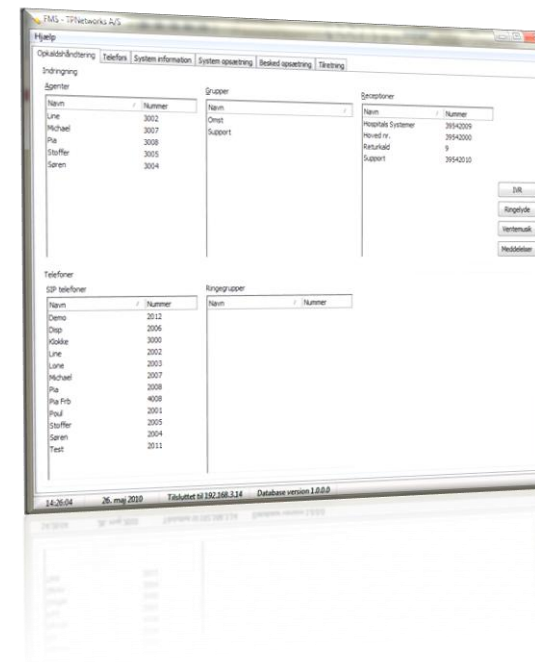 FMS - TPNetworks A/S
Hjælp
Opkaldshåndtering Telefoni System information System opsætning Besked opsætning Tilretning
Indringning
Agenter
Navn / Nummer
Line 3002
Michael 3007
Pia 3008
Stoffer 3005
Søren 3004
Grupper
Navn /
Omst
Support
Receptioner
Navn / Nummer
Hospitals Systemer 39542009
Hoved nr. 39542000
Returkald 9
Support 39542010
IVR
Ringelyde
Ventemusik
Meddelelser
Telefoner
SIP telefoner
Navn / Nummer
Demo 2012
Disp 2006
Klokke 3000
Line 2002
Lone 2003
Michael 2007
Pia 2008
Pia Frb 4008
Poul 2001
Stoffer 2005
Søren 2004
Test 2011
Ringegrupper
Navn / Nummer
14:26:04 26. maj 2010 Tilsluttet til 192.168.3.14 Database version 1.0.0.0